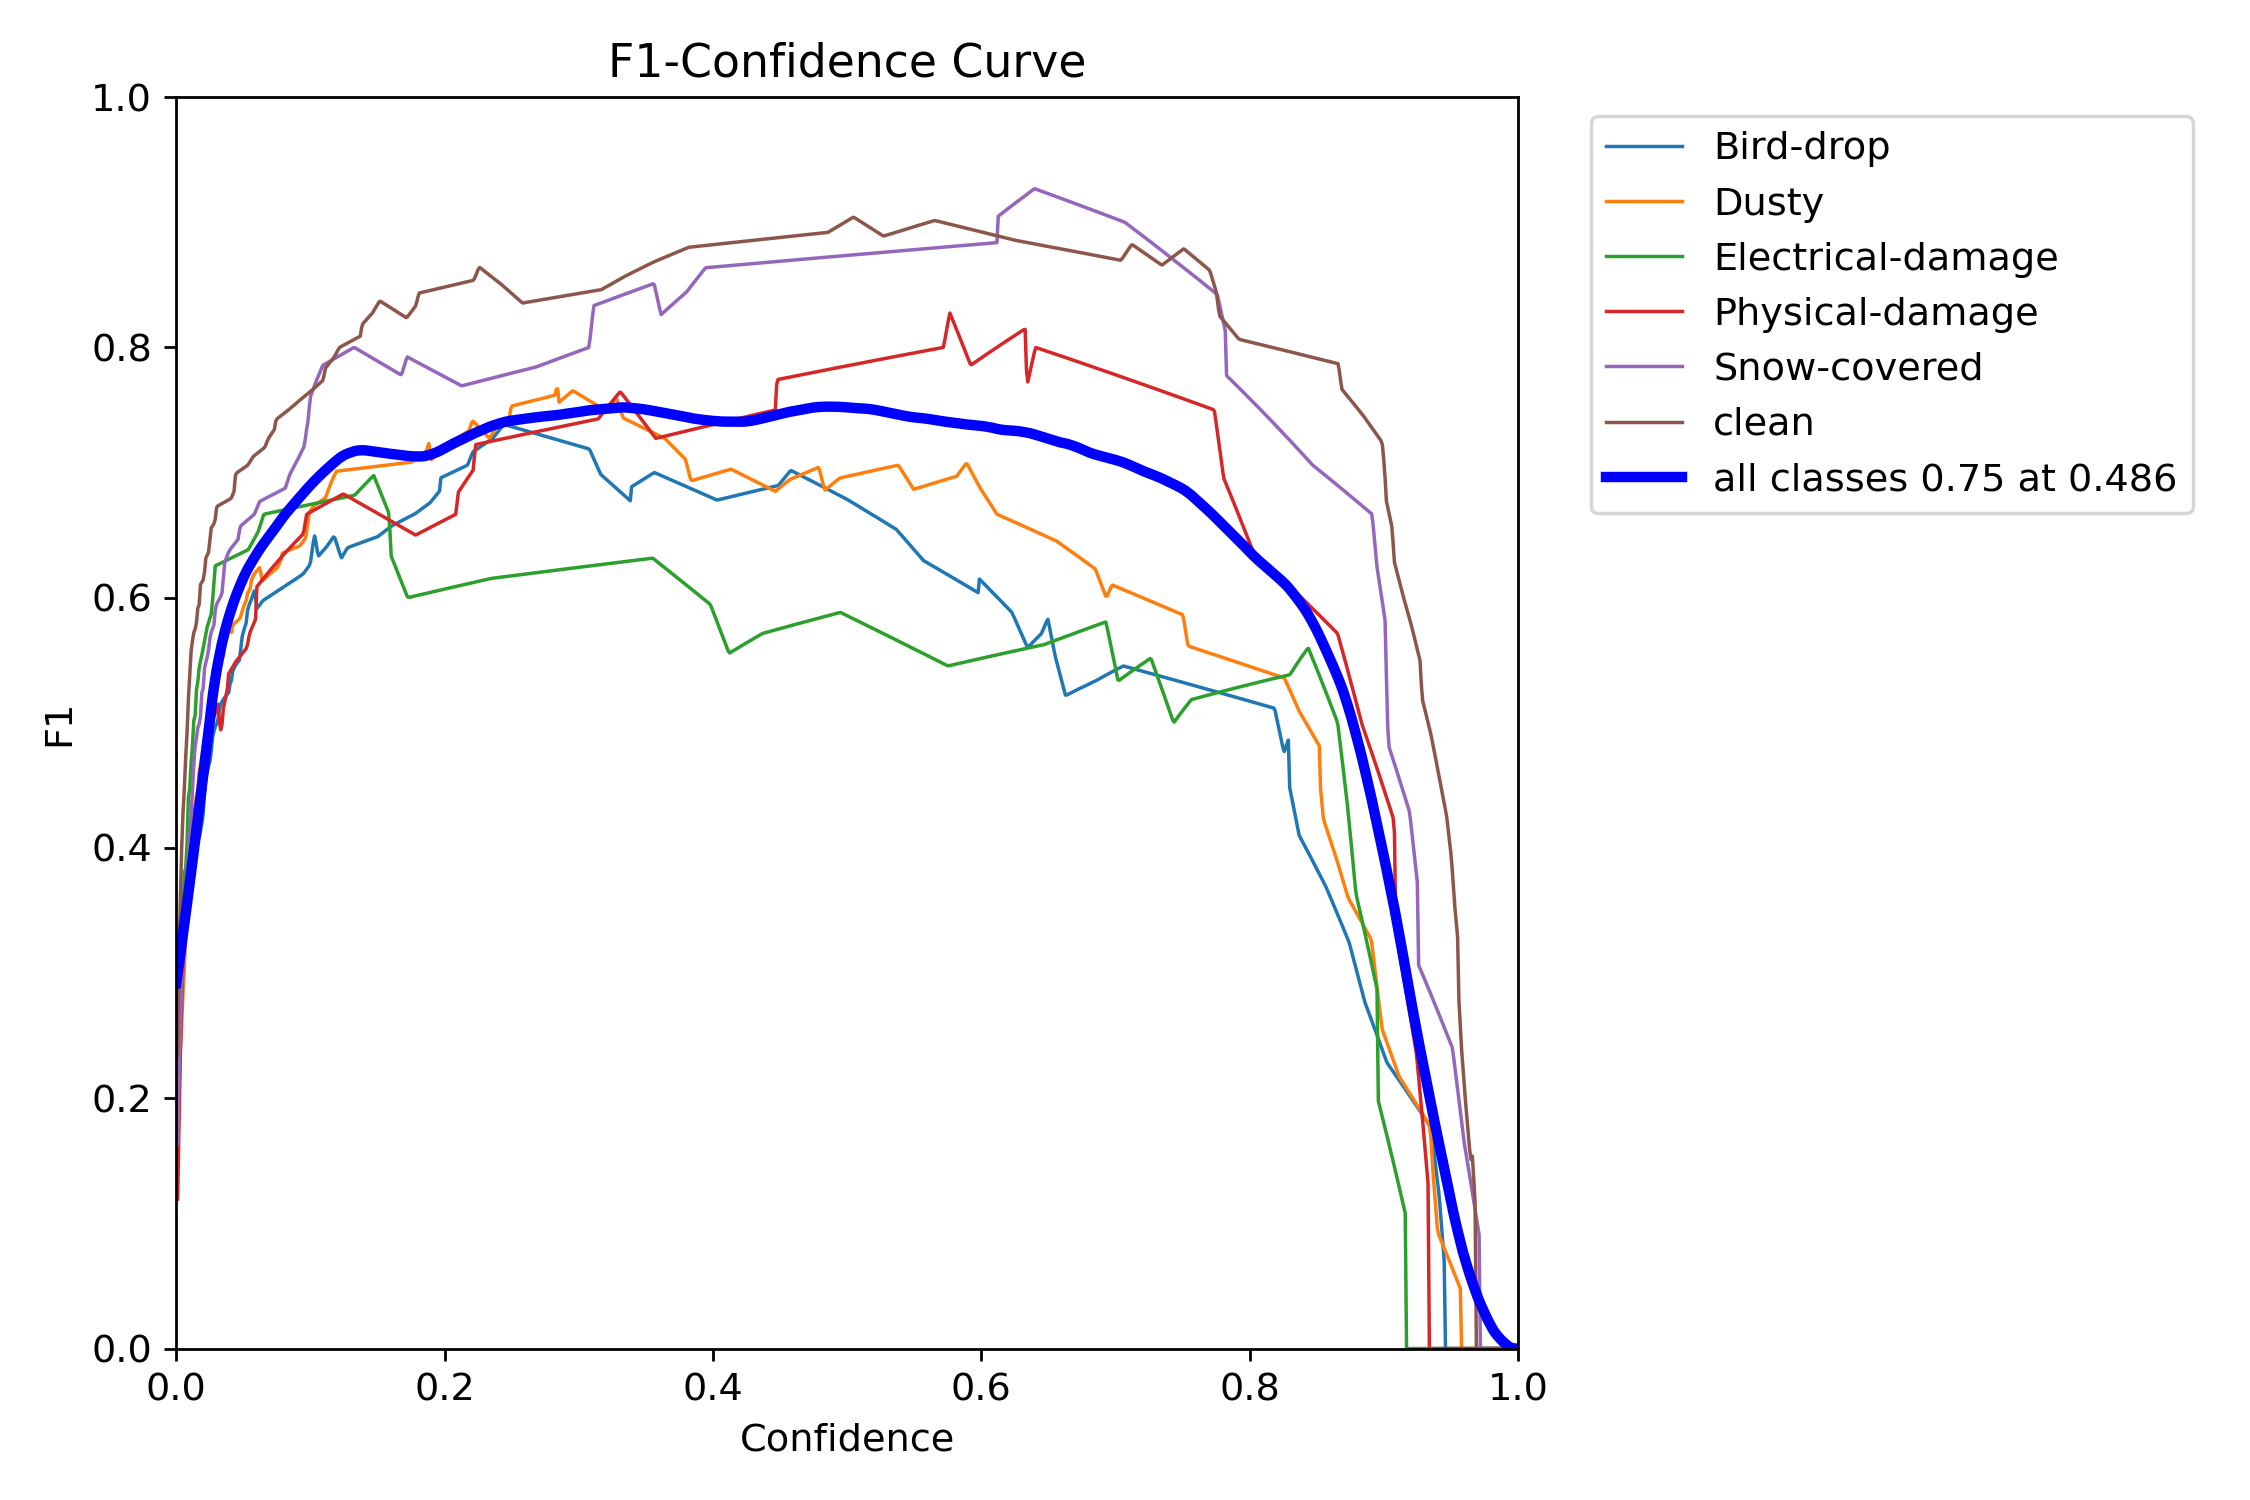 F1-Confidence Curve
1.0
0.8
0.6
0.4
0.2
0.0
F1
0.0 0.2 0.4 0.6 0.8 1.0
Confidence
Bird-drop
Dusty
Electrical-damage
Physical-damage
Snow-covered
clean
all classes 0.75 at 0.486